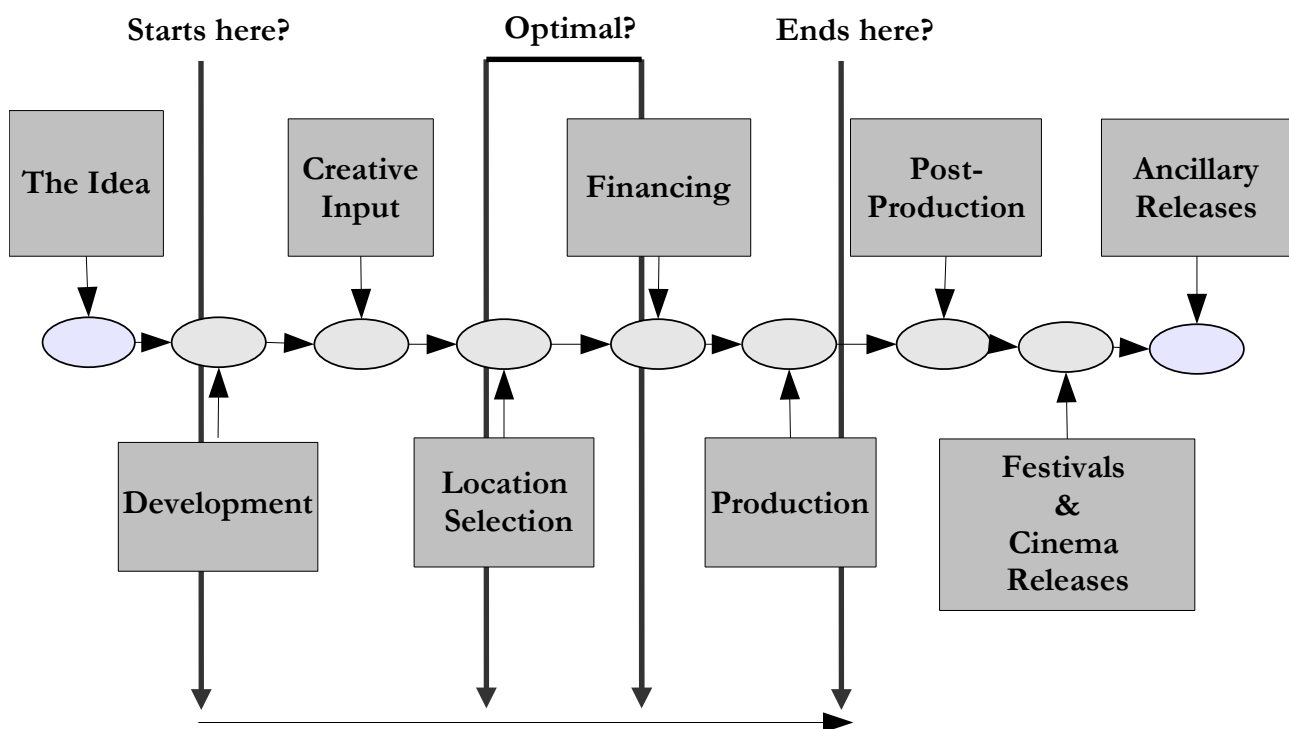 Starts here?
Optimal?
Ends here?
The Idea
Creative
Input
Financing
Post-
Production
Ancillary
Releases
Development
Location
Selection
Production
Festivals
&
Cinema
Releases